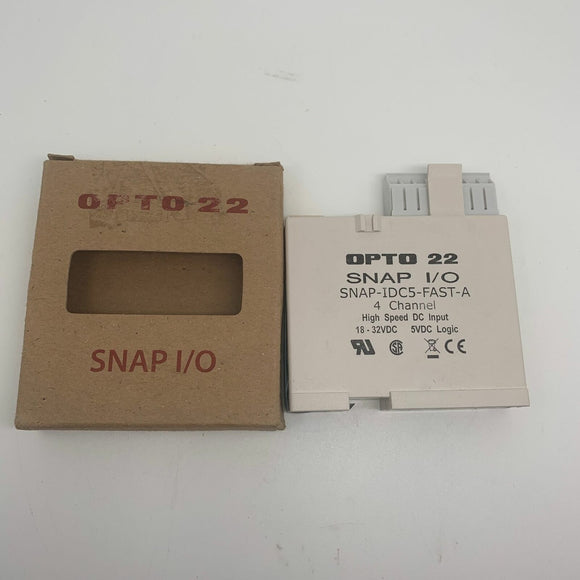 OPTO 22
SNAP I/O
OPTO 22
SNAP I/O
SNAP-IDC5-FAST-A
4 Channel
High Speed DC Input
18 - 32VDC 5VDC Logic